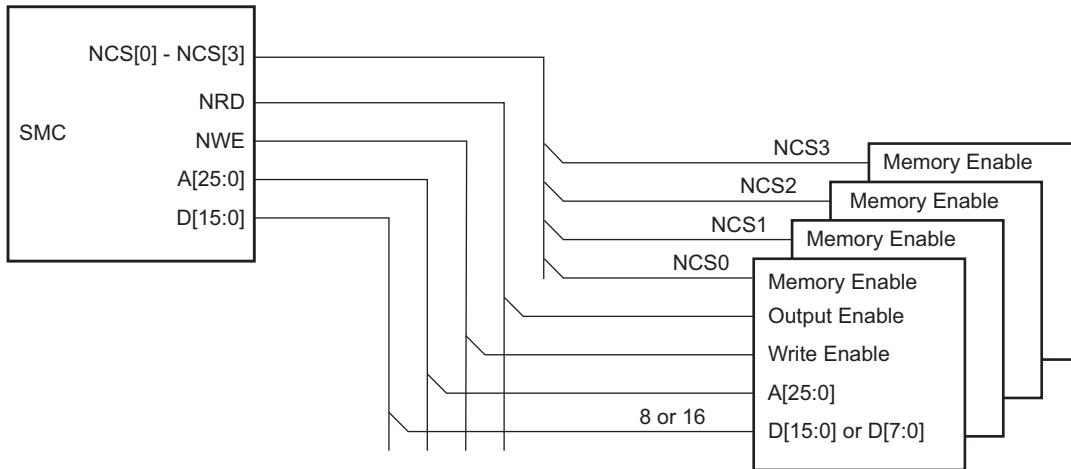 NCS[0] - NCS[3]
NRD
SMC
NWE
A[25:0]
D[15:0]
NCS3
Memory Enable
NCS2
Memory Enable
NCS1
Memory Enable
NCS0
Memory Enable
Output Enable
Write Enable
A[25:0]
8 or 16
D[15:0] or D[7:0]